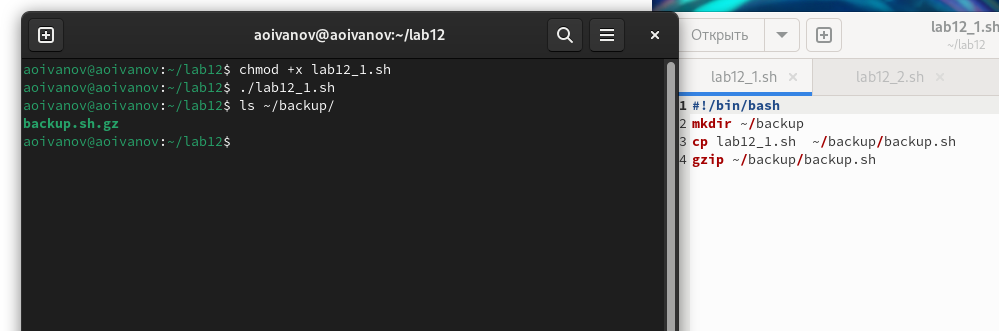 aoivanov@aoivanov:~/lab12
aoivanov@aoivanov:~/lab12$ chmod +x lab12_1.sh
aoivanov@aoivanov:~/lab12$ ./lab12_1.sh
aoivanov@aoivanov:~/lab12$ ls ~/backup/
backup.sh.gz
aoivanov@aoivanov:~/lab12$
Открыть
lab12_1.sh
~/lab12
lab12_1.sh
lab12_2.sh
1 #!/bin/bash
2 mkdir ~/backup
3 cp lab12_1.sh  ~/backup/backup.sh
4 gzip ~/backup/backup.sh